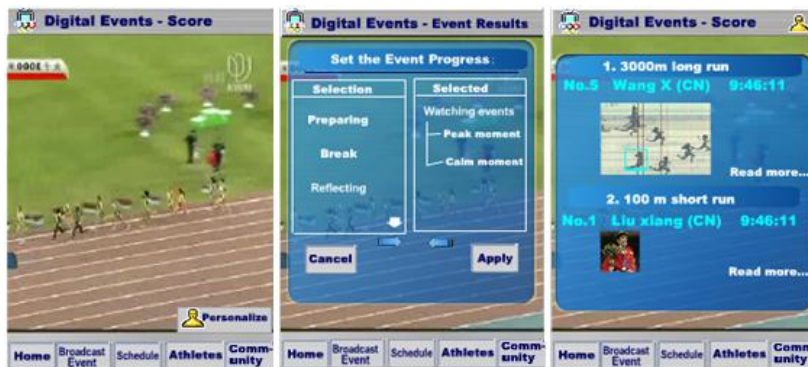 Digital Events - Score
Personalize
Home
Broadcast
Event
Schedule
Athletes
Comm-
unity
Digital Events - Event Results
Set the Event Progress:
Selection
Selected
Preparing
Break
Reflecting
Watching events
Peak moment
Calm moment
Cancel
Apply
Home
Broadcast
Event
Schedule
Athletes
Comm-
unity
Digital Events - Score
1. 3000m long run
No.5 Wang X (CN) 9:46:11
Read more...
2. 100 m short run
No.1 Liu xiang (CN) 9:46:11
Read more...
Home
Broadcast
Event
Schedule
Athletes
Comm-
unity